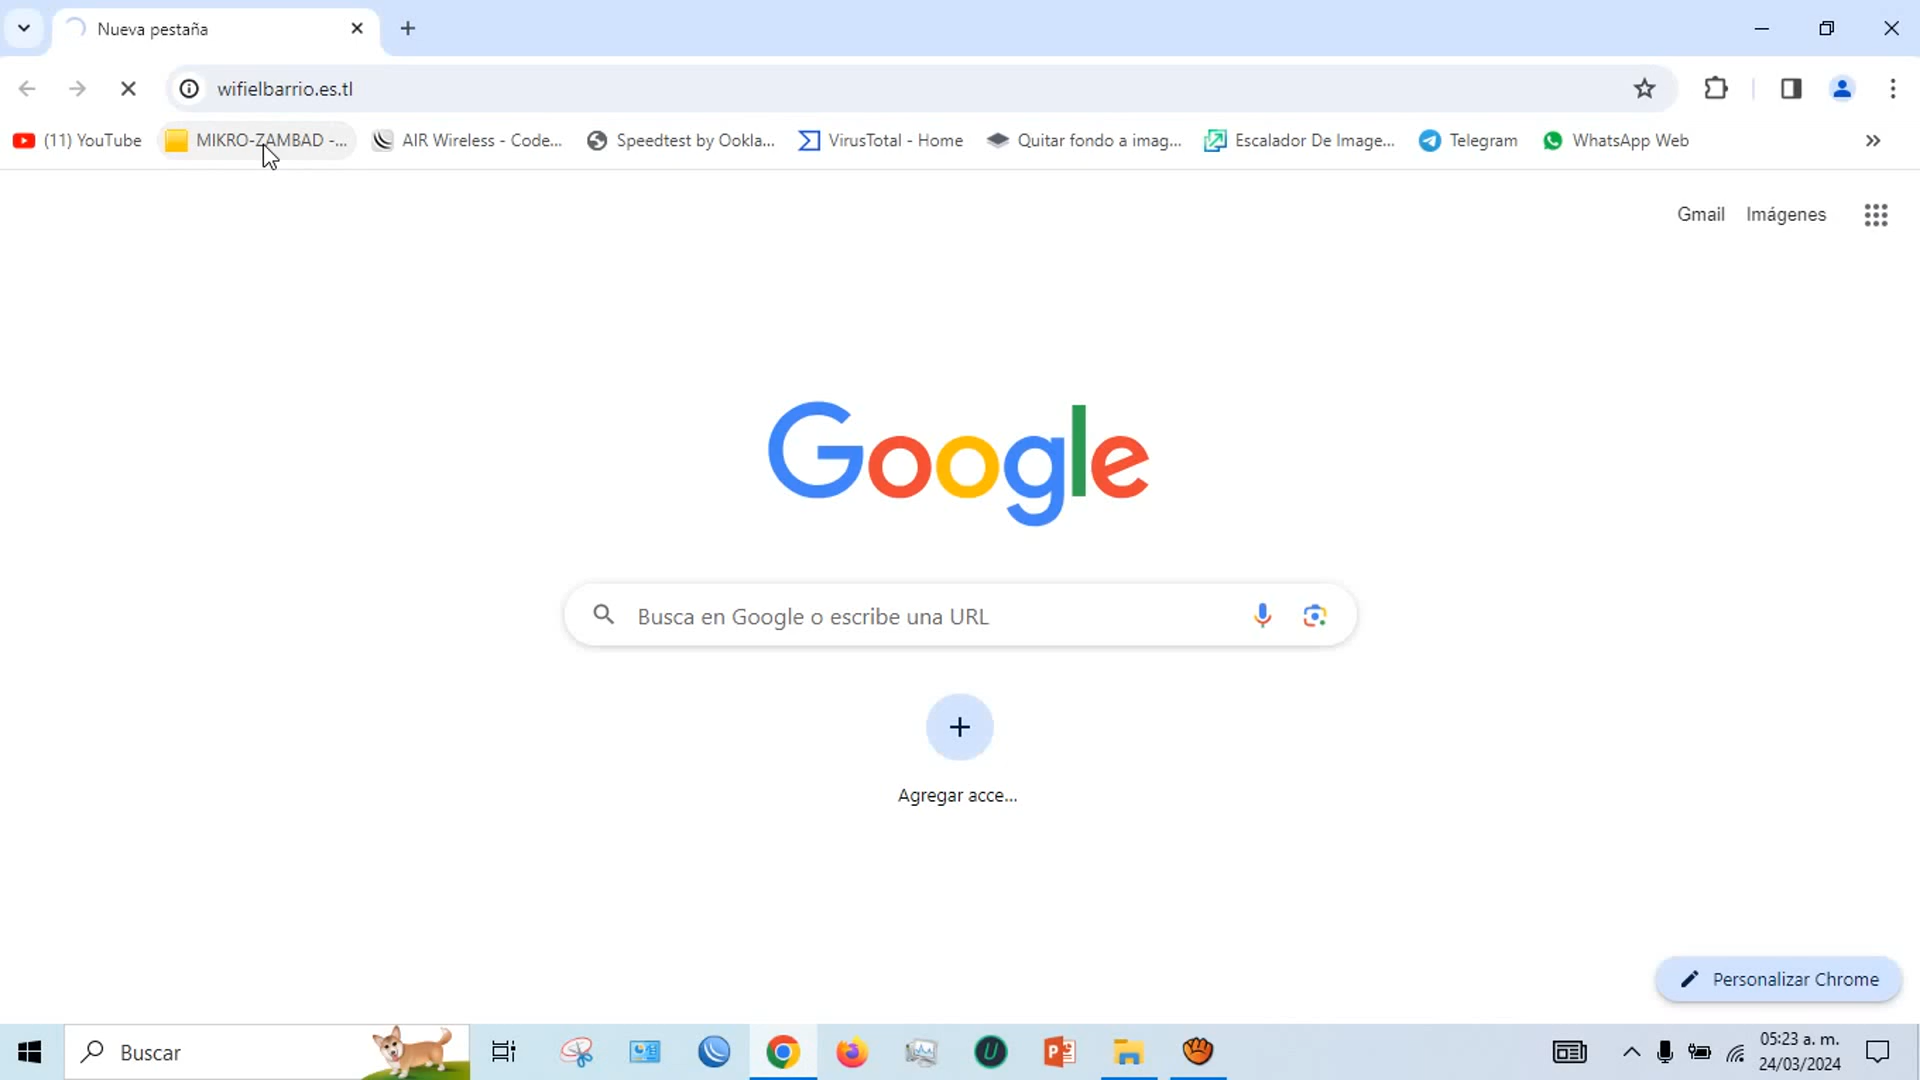 Nueva pestaña
wifielbarrio.es.tl
(11) YouTube
MIKRO-ZAMBAD -...
AIR Wireless - Code...
Speedtest by Ookla...
VirusTotal - Home
Quitar fondo a imag...
Escalador De Image...
Telegram
WhatsApp Web
Gmail
Imágenes
Google
Busca en Google o escribe una URL
Agregar acce...
Personalizar Chrome
Buscar
05:23 a. m.
24/03/2024